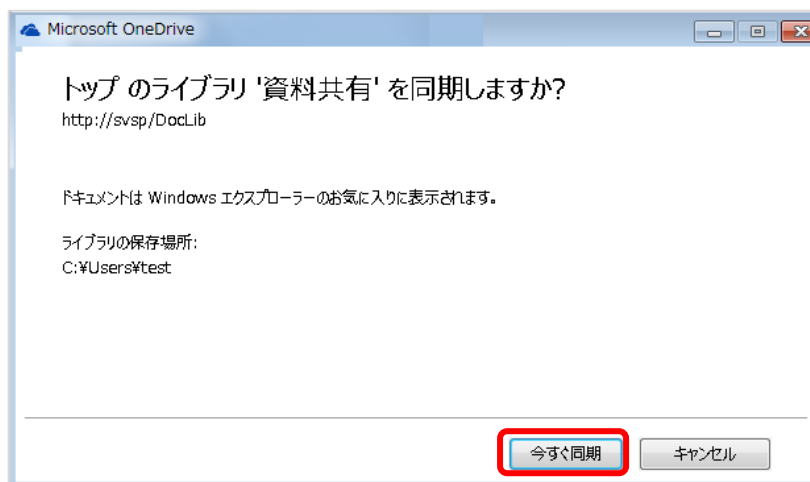 Microsoft OneDrive
トップ のライブラリ '資料共有' を同期しますか?
http://svsp/DocLib
ドキュメントは Windows エクスプローラーのお気に入りに表示されます。
ライブラリの保存場所:
C:¥Users¥test
今すぐ同期
キャンセル